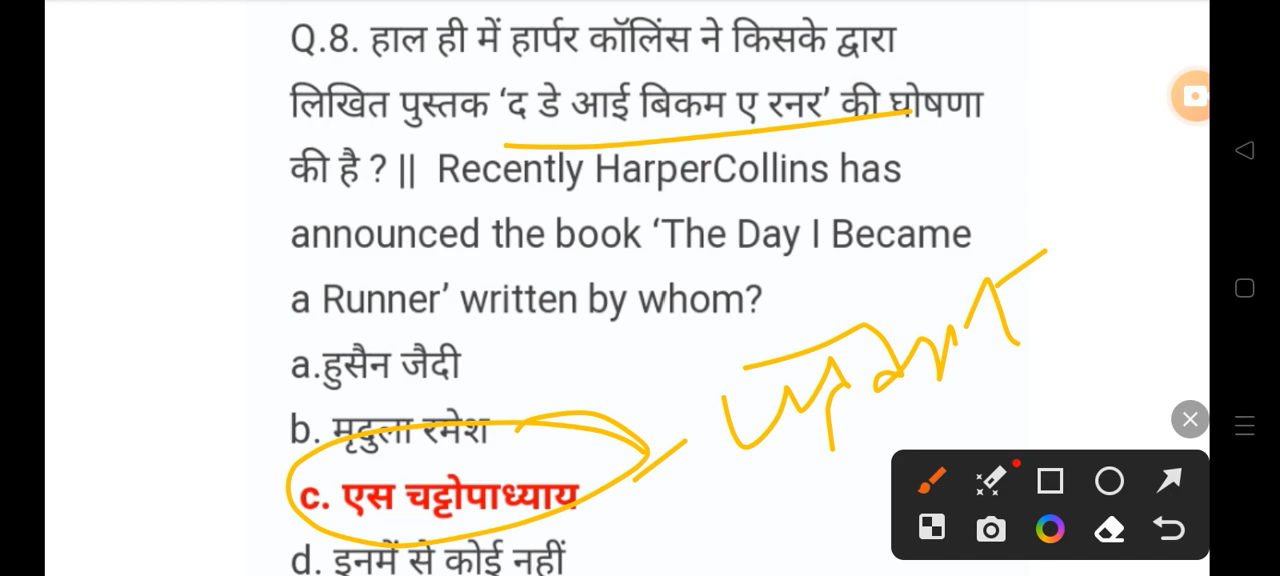 Q.8. हाल ही में हार्पर कॉलिंस ने किसके द्वारा
लिखित पुस्तक ‘द डे आई बिकम ए रनर’ की घोषणा
की है ? || Recently HarperCollins has
announced the book ‘The Day I Became
a Runner’ written by whom?
a.हुसैन जैदी
b. मृदुला रमेश
c. एस चट्टोपाध्याय
d. इनमें से कोई नहीं